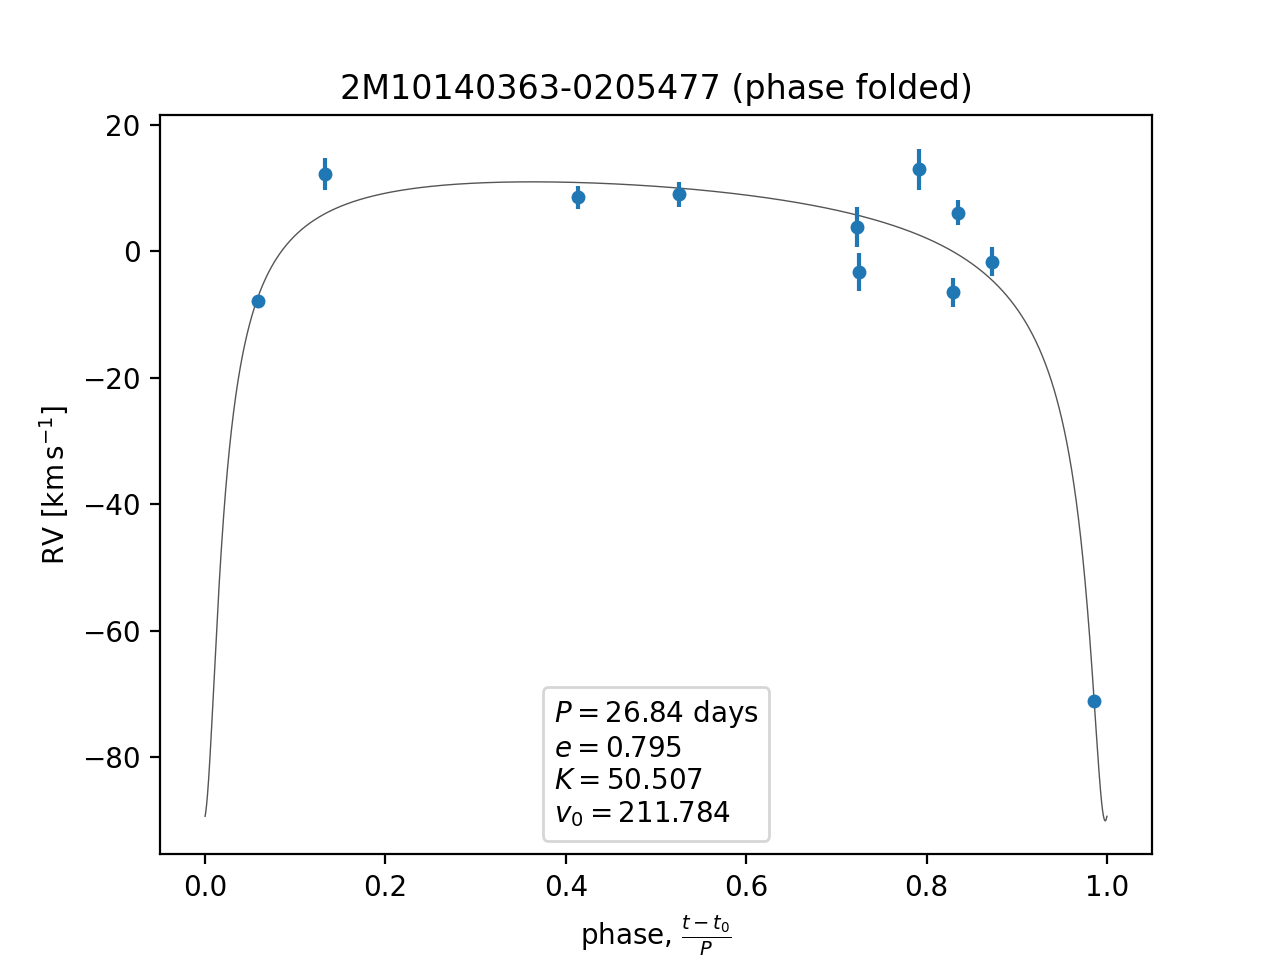 2M10140363-0205477 (phase folded)
20
0
−20
−40
−60
−80
RV [km s⁻¹]
P = 26.84 days
e = 0.795
K = 50.507
v₀ = 211.784
0.0 0.2 0.4 0.6 0.8 1.0
phase, (t − t₀)/P